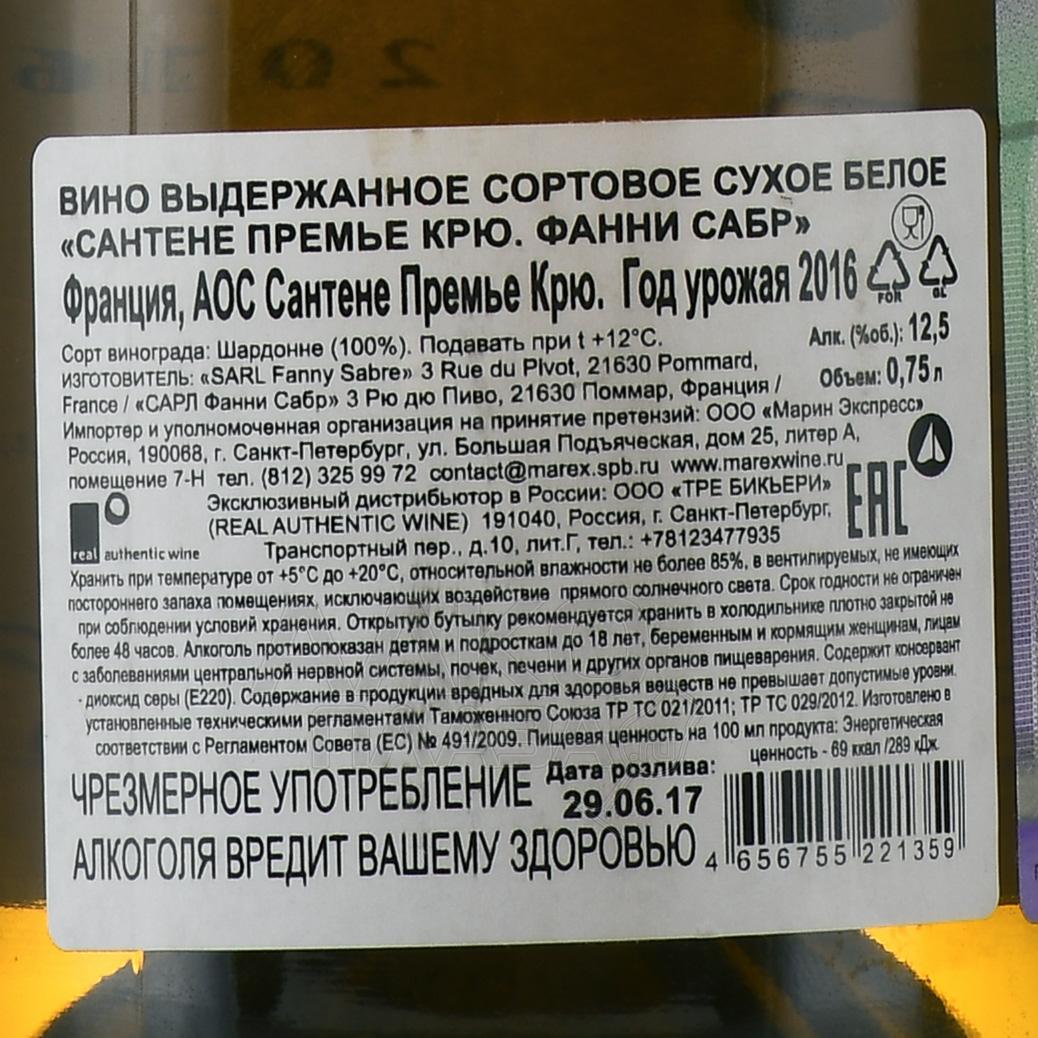 ВИНО ВЫДЕРЖАННОЕ СОРТОВОЕ СУХОЕ БЕЛОЕ
«САНТЕНЕ ПРЕМЬЕ КРЮ. ФАННИ САБР»
Франция, АОС Сантене Премье Крю. Год урожая 2016
FOR GL
Сорт винограда: Шардонне (100%). Подавать при t +12°C.
Алк. (%об.): 12,5
ИЗГОТОВИТЕЛЬ: «SARL Fanny Sabre» 3 Rue du Pivot, 21630 Pommard,
France / «САРЛ Фанни Сабр» 3 Рю дю Пиво, 21630 Поммар, Франция /
Объем: 0,75 л
Импортер и уполномоченная организация на принятие претензий: ООО «Марин Экспресс»
Россия, 190068, г. Санкт-Петербург, ул. Большая Подъяческая, дом 25, литер А,
помещение 7-Н тел. (812) 325 99 72 contact@marex.spb.ru www.marexwine.ru
EAC
Эксклюзивный дистрибьютор в России: ООО «ТРЕ БИКЬЕРИ»
(REAL AUTHENTIC WINE) 191040, Россия, г. Санкт-Петербург,
Транспортный пер., д.10, лит.Г, тел.: +78123477935
real authentic wine
Хранить при температуре от +5°C до +20°C, относительной влажности не более 85%, в вентилируемых, не имеющих
постороннего запаха помещениях, исключающих воздействие прямого солнечного света. Срок годности не ограничен
при соблюдении условий хранения. Открытую бутылку рекомендуется хранить в холодильнике плотно закрытой не
более 48 часов. Алкоголь противопоказан детям и подросткам до 18 лет, беременным и кормящим женщинам, лицам
с заболеваниями центральной нервной системы, почек, печени и других органов пищеварения. Содержит консервант
- диоксид серы (Е220). Содержание в продукции вредных для здоровья веществ не превышает допустимые уровни,
установленные техническими регламентами Таможенного Союза ТР ТС 021/2011; ТР ТС 029/2012. Изготовлено в
соответствии с Регламентом Совета (ЕС) № 491/2009. Пищевая ценность на 100 мл продукта: Энергетическая
ценность - 69 ккал /289 кДж.
ЧРЕЗМЕРНОЕ УПОТРЕБЛЕНИЕ
АЛКОГОЛЯ ВРЕДИТ ВАШЕМУ ЗДОРОВЬЮ
Дата розлива:
29.06.17
4 656755 221359